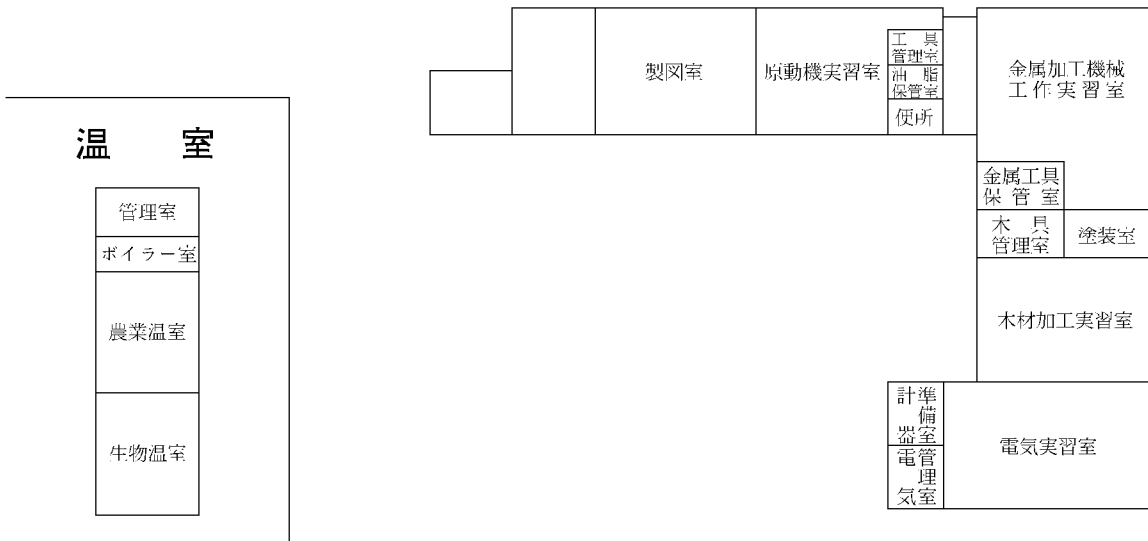 温室
管理室
ボイラー室
農業温室
生物温室
製図室
原動機実習室
工具
管理室
油脂
保管室
便所
金属加工機械
工作実習室
金属工具
保管室
木具
管理室
塗装室
木材加工実習室
計器
準備室
電気
管理室
電気実習室